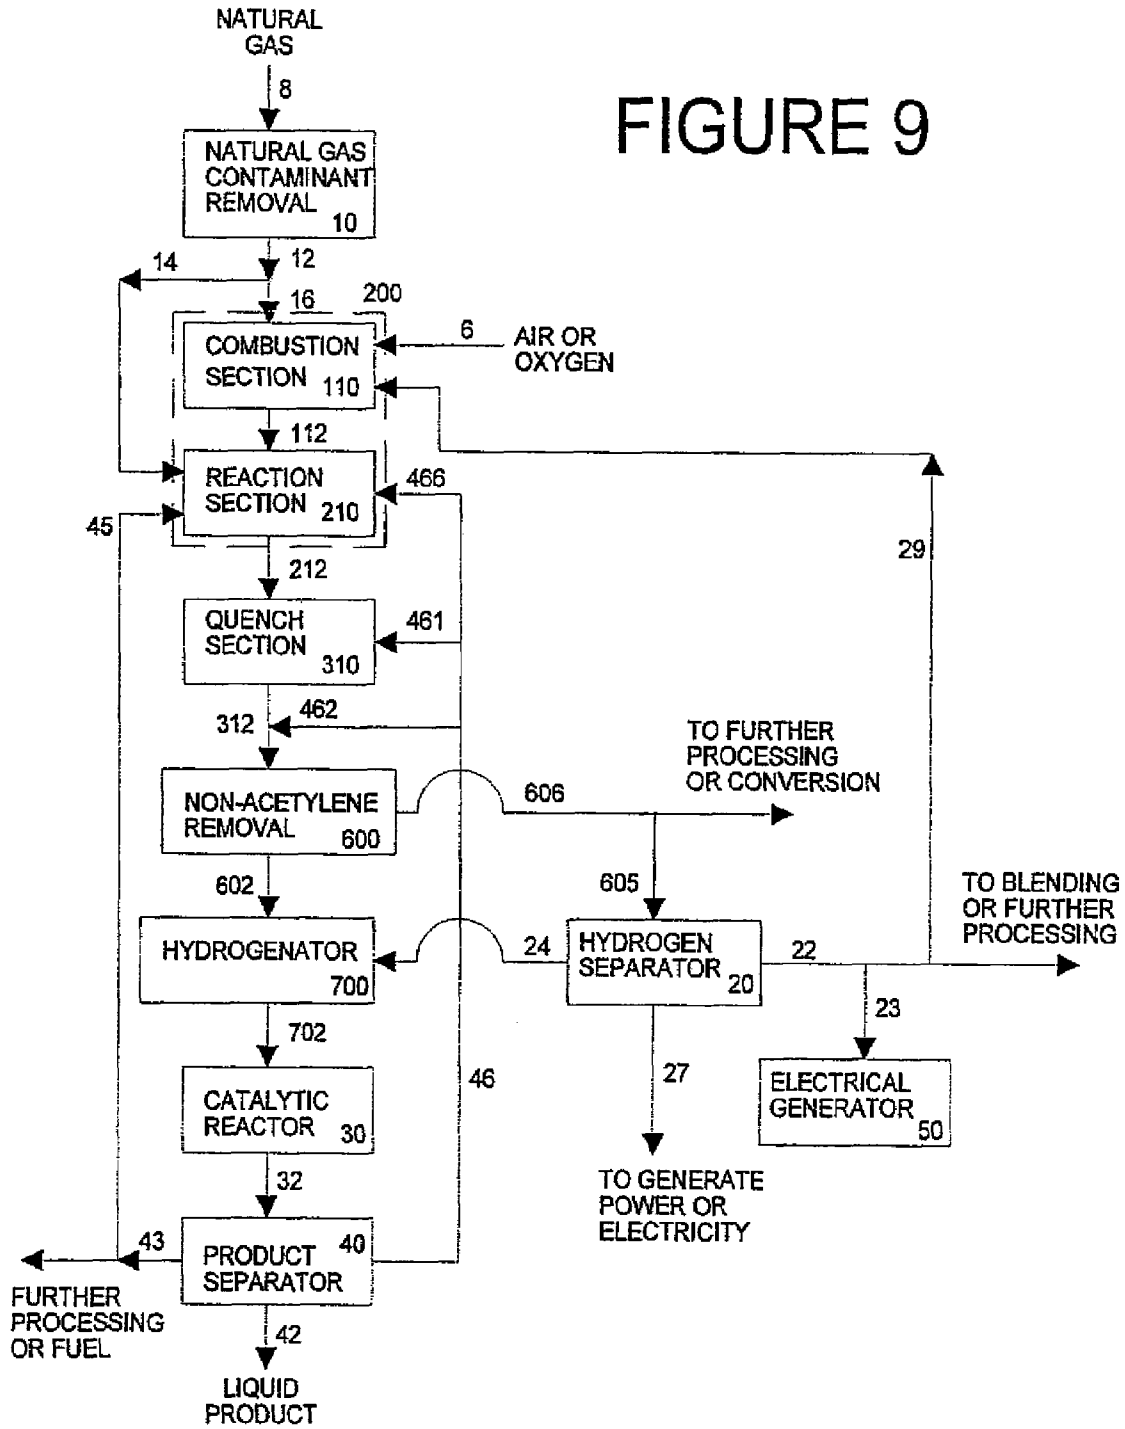 NATURAL
GAS
8
FIGURE 9
NATURAL GAS
CONTAMINANT
REMOVAL
10
14
12
16
200
COMBUSTION
SECTION
110
6
AIR OR
OXYGEN
112
REACTION
SECTION
210
466
45
29
212
QUENCH
SECTION
310
461
312
462
TO FURTHER
PROCESSING
OR CONVERSION
NON-ACETYLENE
REMOVAL
600
606
602
605
TO BLENDING
OR FURTHER
PROCESSING
HYDROGENATOR
700
24
HYDROGEN
SEPARATOR
20
22
23
702
46
27
ELECTRICAL
GENERATOR
50
CATALYTIC
REACTOR
30
32
TO GENERATE
POWER OR
ELECTRICITY
43
PRODUCT
SEPARATOR
40
FURTHER
PROCESSING
OR FUEL
42
LIQUID
PRODUCT